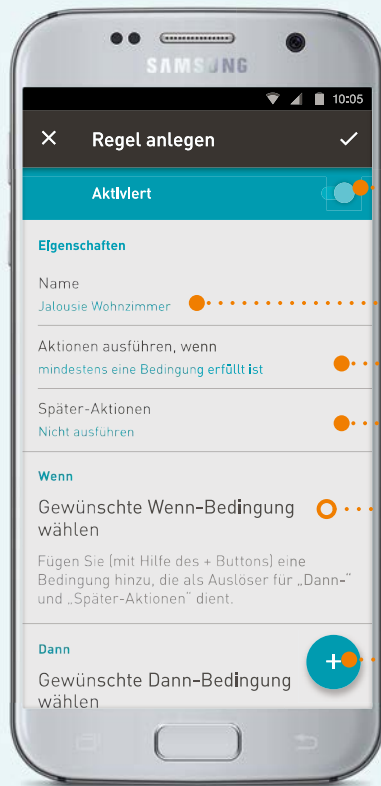 SAMSUNG
10:05
× Regel anlegen ✓
Aktiviert
Eigenschaften
Name
Jalousie Wohnzimmer
Aktionen ausführen, wenn
mindestens eine Bedingung erfüllt ist
Später-Aktionen
Nicht ausführen
Wenn
Gewünschte Wenn-Bedingung
wählen
Fügen Sie (mit Hilfe des + Buttons) eine
Bedingung hinzu, die als Auslöser für „Dann-“
und „Später-Aktionen“ dient.
Dann
+
Gewünschte Dann-Bedingung
wählen